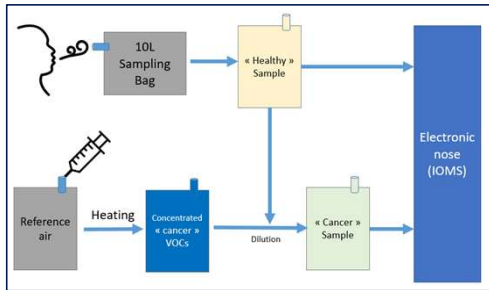 10L
Sampling
Bag
« Healthy »
Sample
Electronic
nose
(IOMS)
Reference
air
Heating
Concentrated
« cancer »
VOCs
Dilution
« Cancer »
Sample